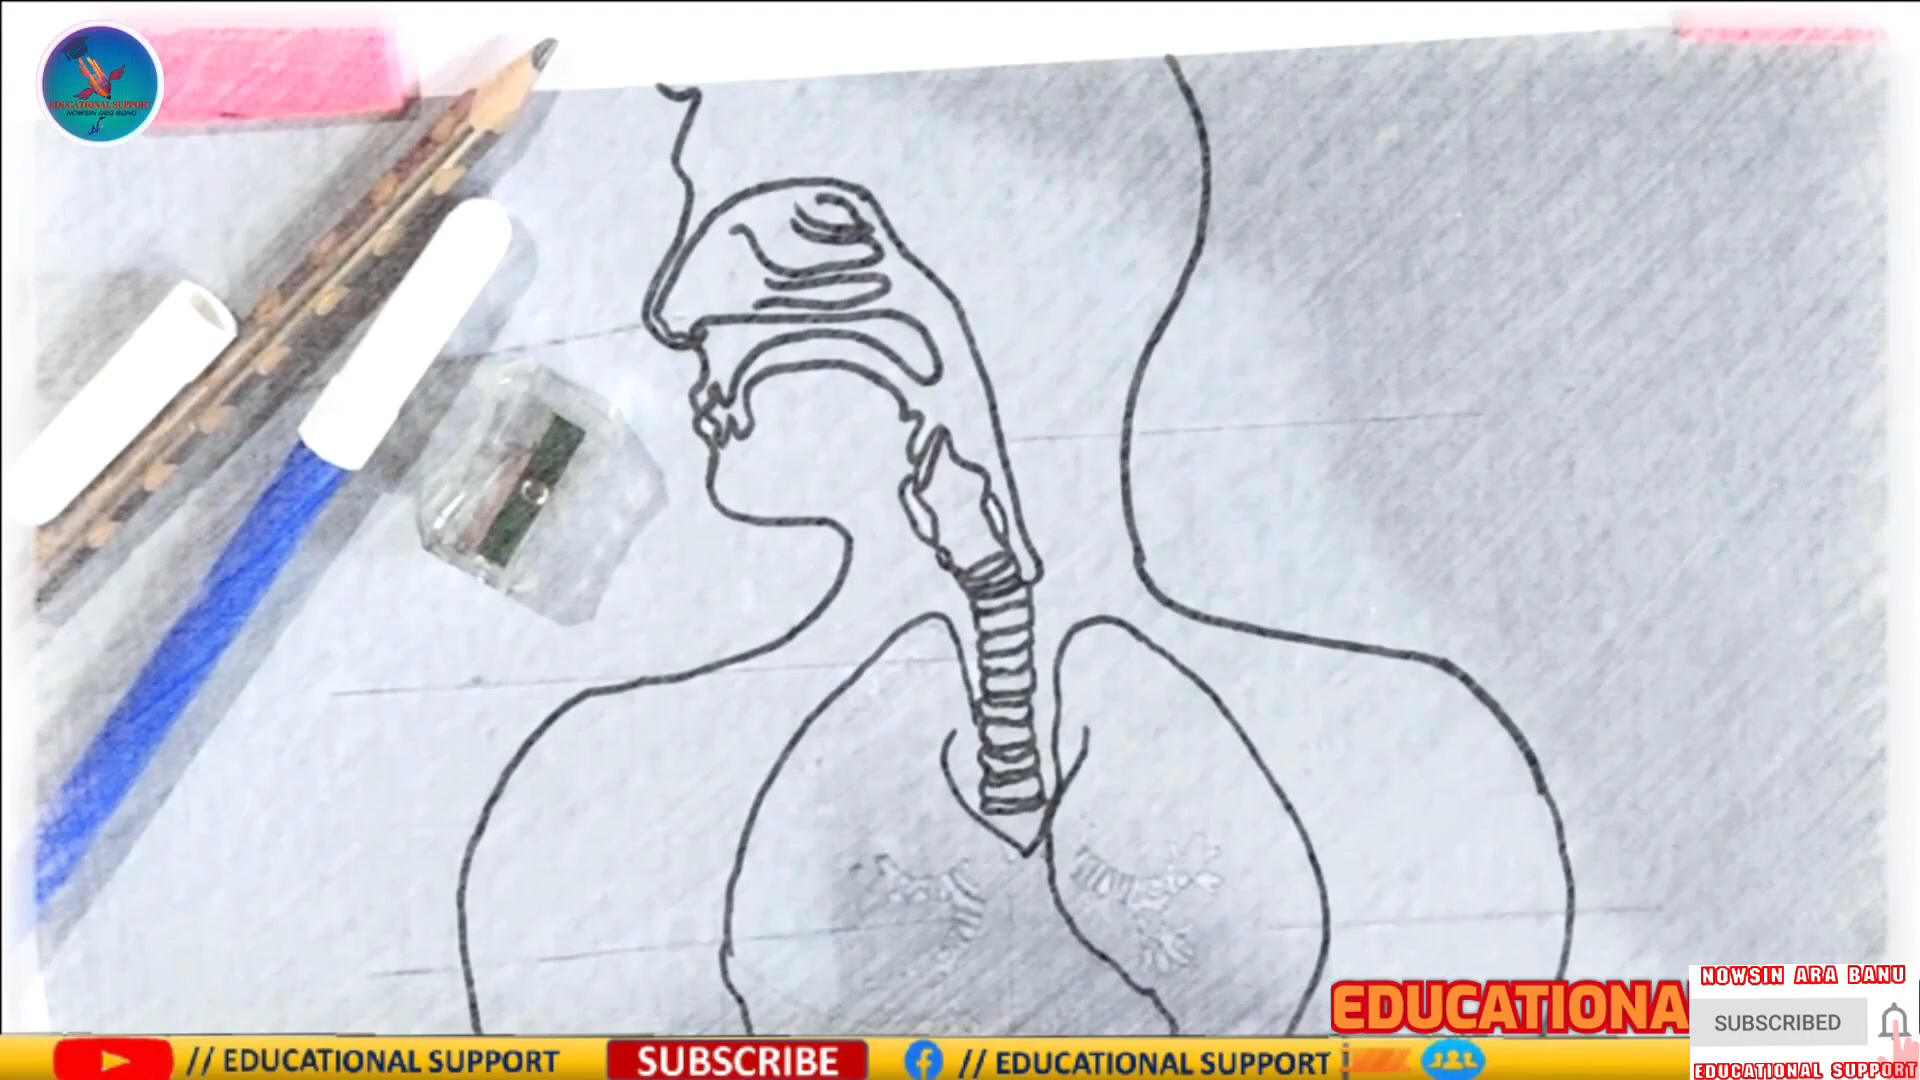 EDUCATIONAL SUPPORT
NOWSIN ARA BANU
EDUCATIONA
NOWSIN ARA BANU
SUBSCRIBED
EDUCATIONAL SUPPORT
// EDUCATIONAL SUPPORT
SUBSCRIBE
// EDUCATIONAL SUPPORT